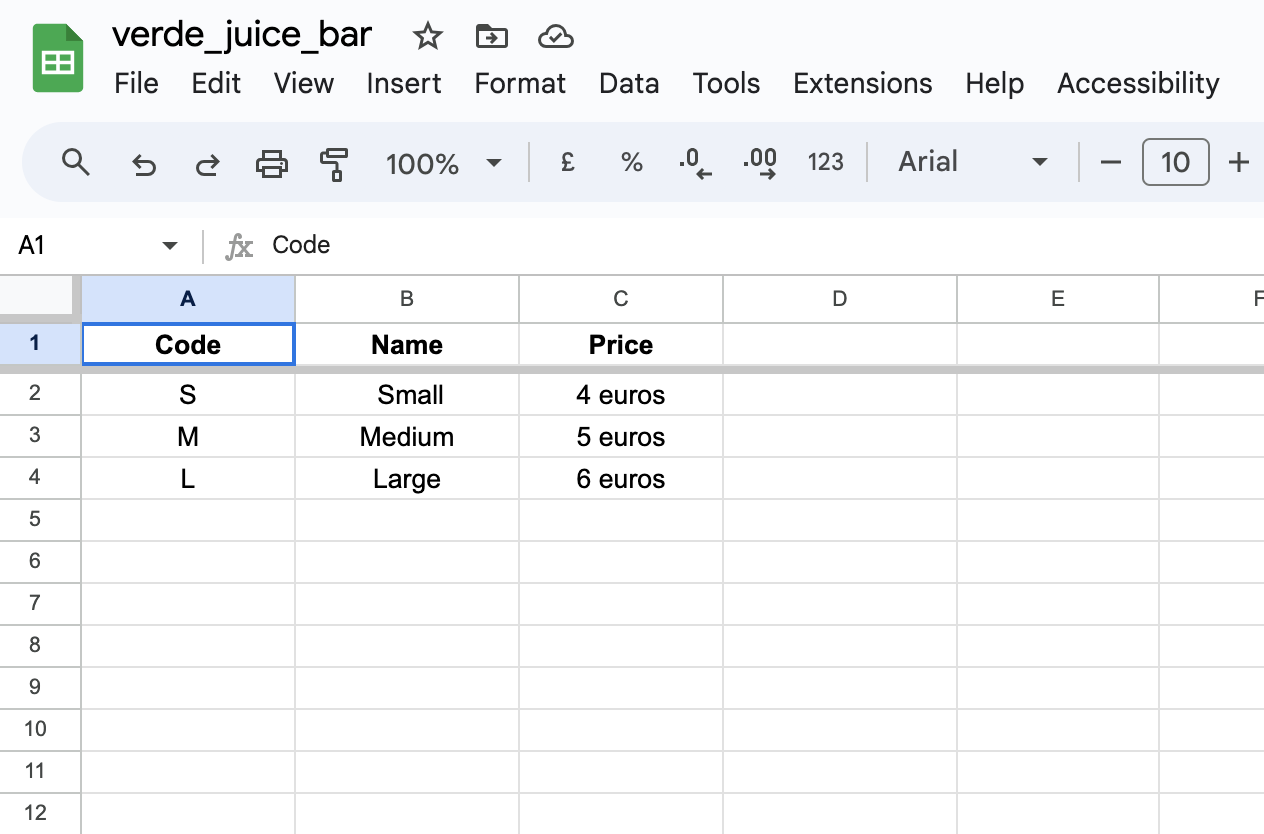 verde_juice_bar
File Edit View Insert Format Data Tools Extensions Help Accessibility
100% £ % .0 .00 123 Arial 10
A1 fx Code
A B C D E F
1 Code Name Price
2 S Small 4 euros
3 M Medium 5 euros
4 L Large 6 euros
5
6
7
8
9
10
11
12